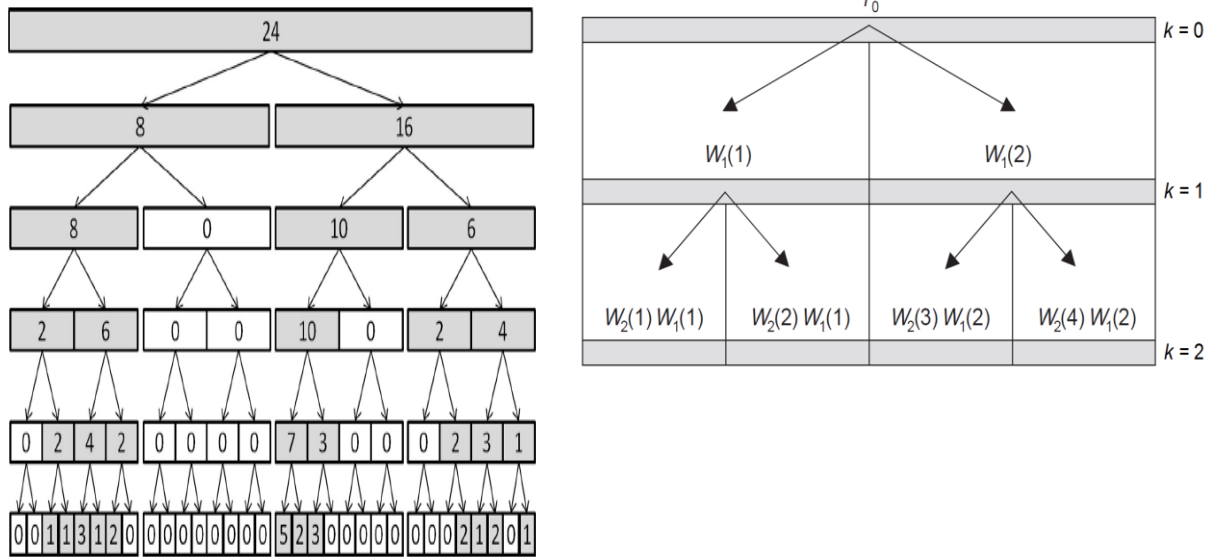 24
8 16
8 0 10 6
2 6 0 0 10 0 2 4
0 2 4 2 0 0 0 0 7 3 0 0 0 2 3 1
0 0 1 1 3 1 2 0 0 0 0 0 0 0 0 0 5 2 3 0 0 0 0 0 0 0 0 2 1 2 0 1
k = 0
W₁(1) W₁(2)
k = 1
W₂(1) W₁(1) W₂(2) W₁(1) W₂(3) W₁(2) W₂(4) W₁(2)
k = 2